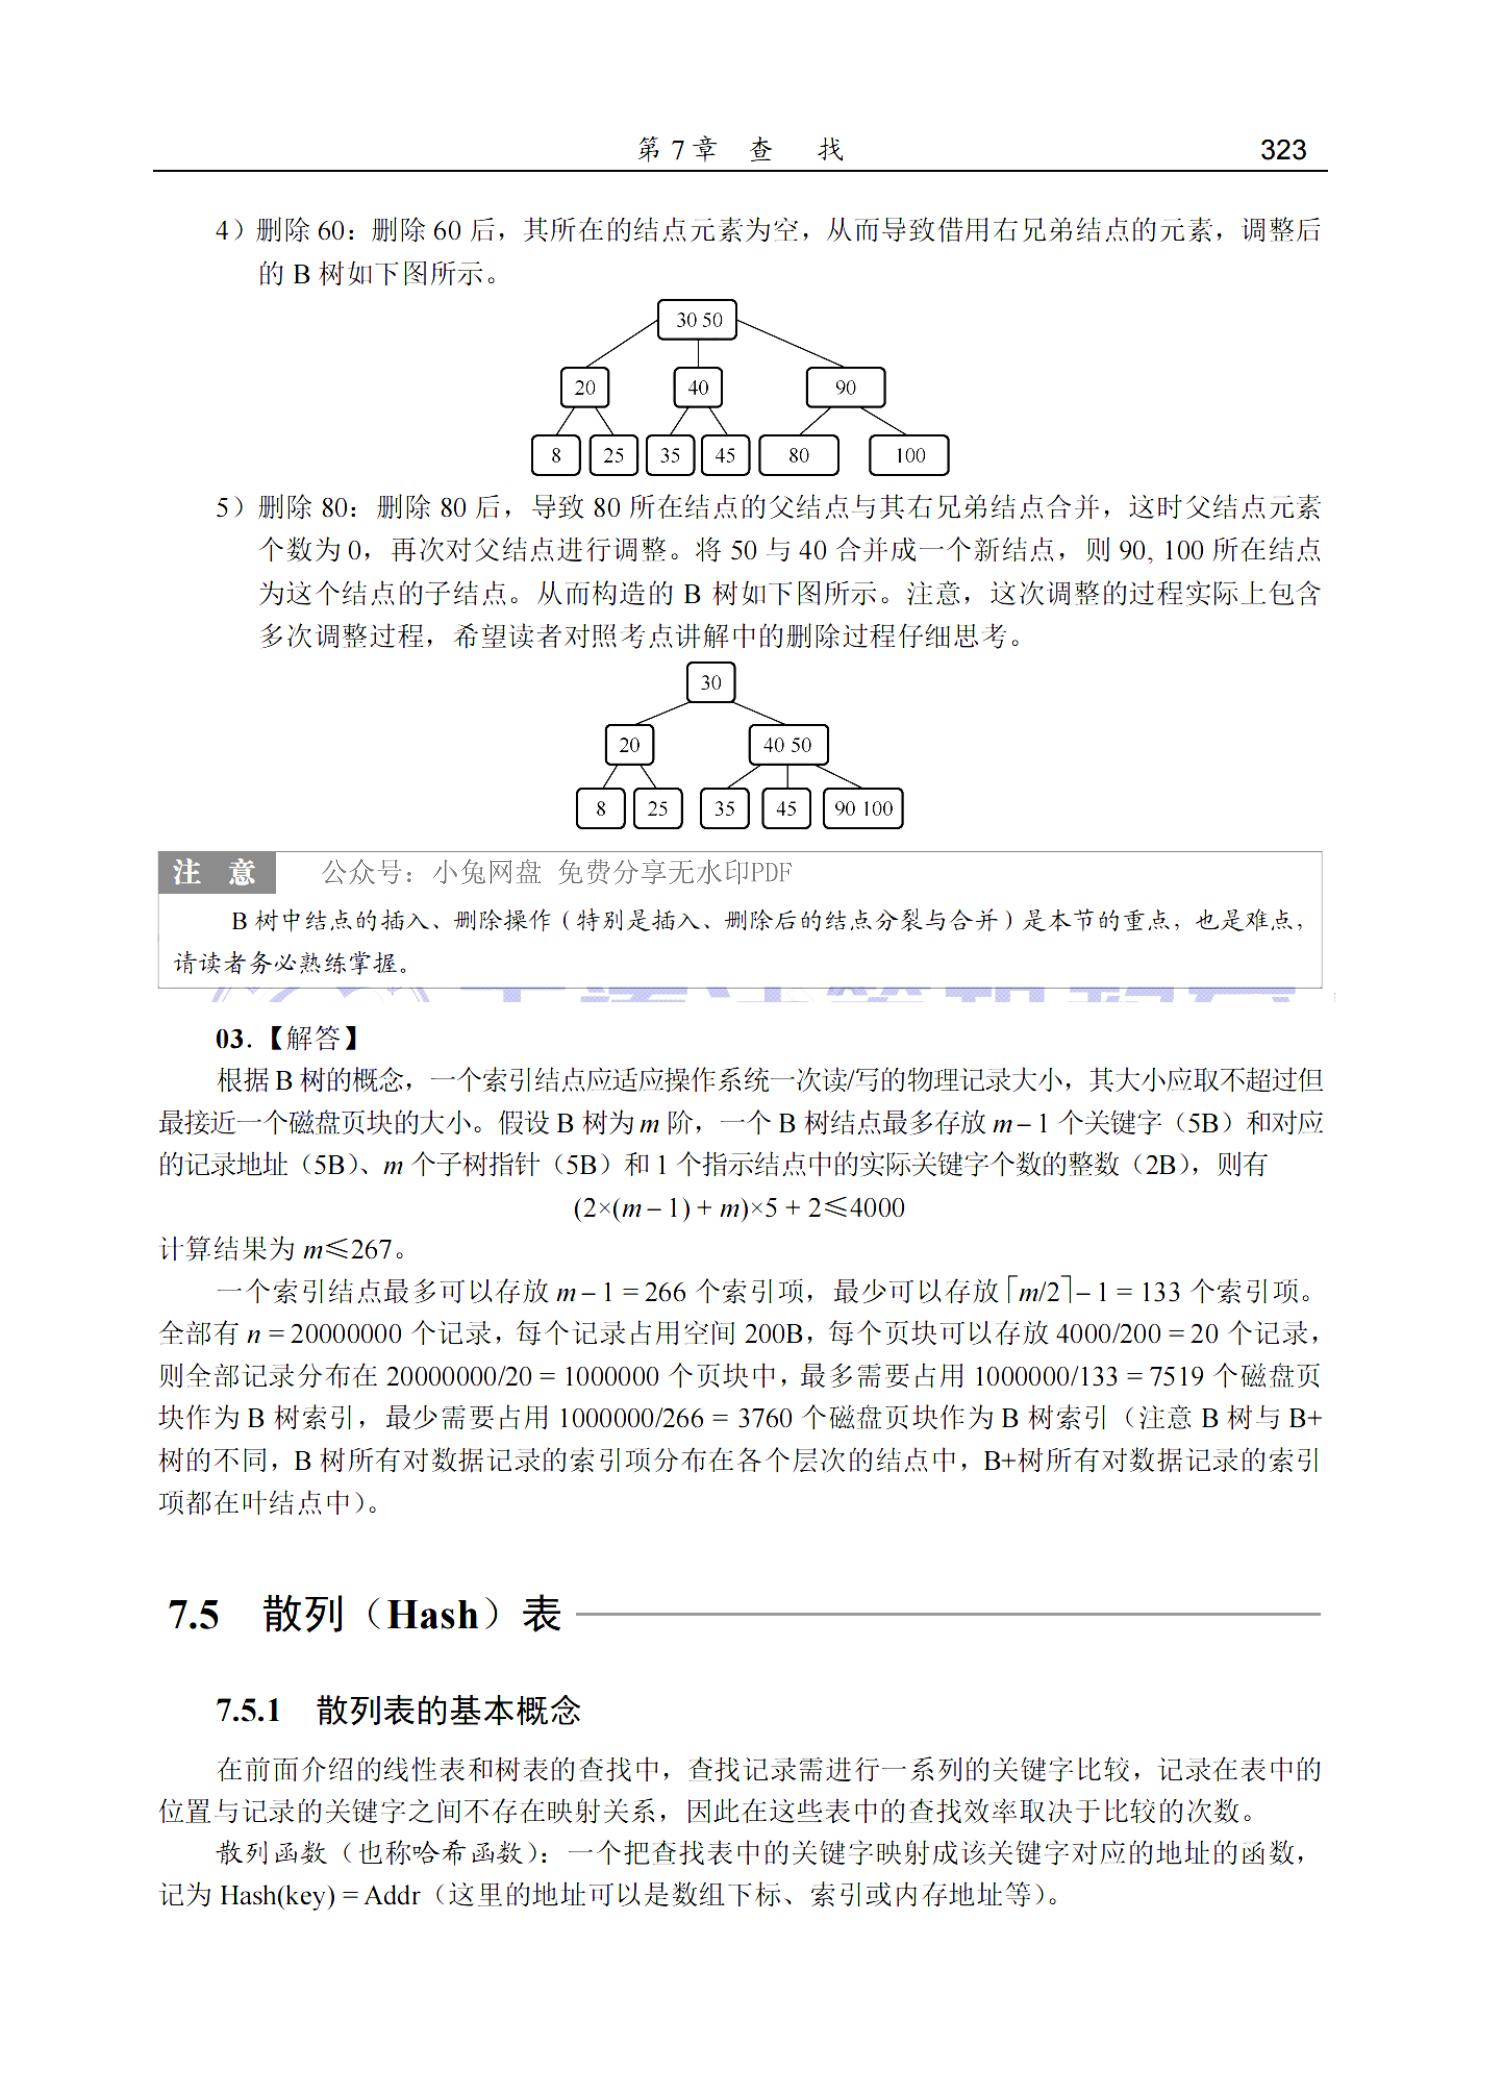 第 7 章 查 找 323
4）删除 60：删除 60 后，其所在的结点元素为空，从而导致借用右兄弟结点的元素，调整后
的 B 树如下图所示。
30 50
20 40 90
8 25 35 45 80 100
5）删除 80：删除 80 后，导致 80 所在结点的父结点与其右兄弟结点合并，这时父结点元素
个数为 0，再次对父结点进行调整。将 50 与 40 合并成一个新结点，则 90, 100 所在结点
为这个结点的子结点。从而构造的 B 树如下图所示。注意，这次调整的过程实际上包含
多次调整过程，希望读者对照考点讲解中的删除过程仔细思考。
30
20 40 50
8 25 35 45 90 100
注 意 公众号：小兔网盘 免费分享无水印PDF
B 树中结点的插入、删除操作（特别是插入、删除后的结点分裂与合并）是本节的重点，也是难点，
请读者务必熟练掌握。
03.【解答】
根据 B 树的概念，一个索引结点应适应操作系统一次读/写的物理记录大小，其大小应取不超过但
最接近一个磁盘页块的大小。假设 B 树为 m 阶，一个 B 树结点最多存放 m – 1 个关键字（5B）和对应
的记录地址（5B）、m 个子树指针（5B）和 1 个指示结点中的实际关键字个数的整数（2B），则有
(2×(m – 1) + m)×5 + 2≤4000
计算结果为 m≤267。
一个索引结点最多可以存放 m – 1 = 266 个索引项，最少可以存放⌈m/2⌉– 1 = 133 个索引项。
全部有 n = 20000000 个记录，每个记录占用空间 200B，每个页块可以存放 4000/200 = 20 个记录，
则全部记录分布在 20000000/20 = 1000000 个页块中，最多需要占用 1000000/133 = 7519 个磁盘页
块作为 B 树索引，最少需要占用 1000000/266 = 3760 个磁盘页块作为 B 树索引（注意 B 树与 B+
树的不同，B 树所有对数据记录的索引项分布在各个层次的结点中，B+树所有对数据记录的索引
项都在叶结点中）。
7.5 散列（Hash）表
7.5.1 散列表的基本概念
在前面介绍的线性表和树表的查找中，查找记录需进行一系列的关键字比较，记录在表中的
位置与记录的关键字之间不存在映射关系，因此在这些表中的查找效率取决于比较的次数。
散列函数（也称哈希函数）：一个把查找表中的关键字映射成该关键字对应的地址的函数，
记为 Hash(key) = Addr（这里的地址可以是数组下标、索引或内存地址等）。